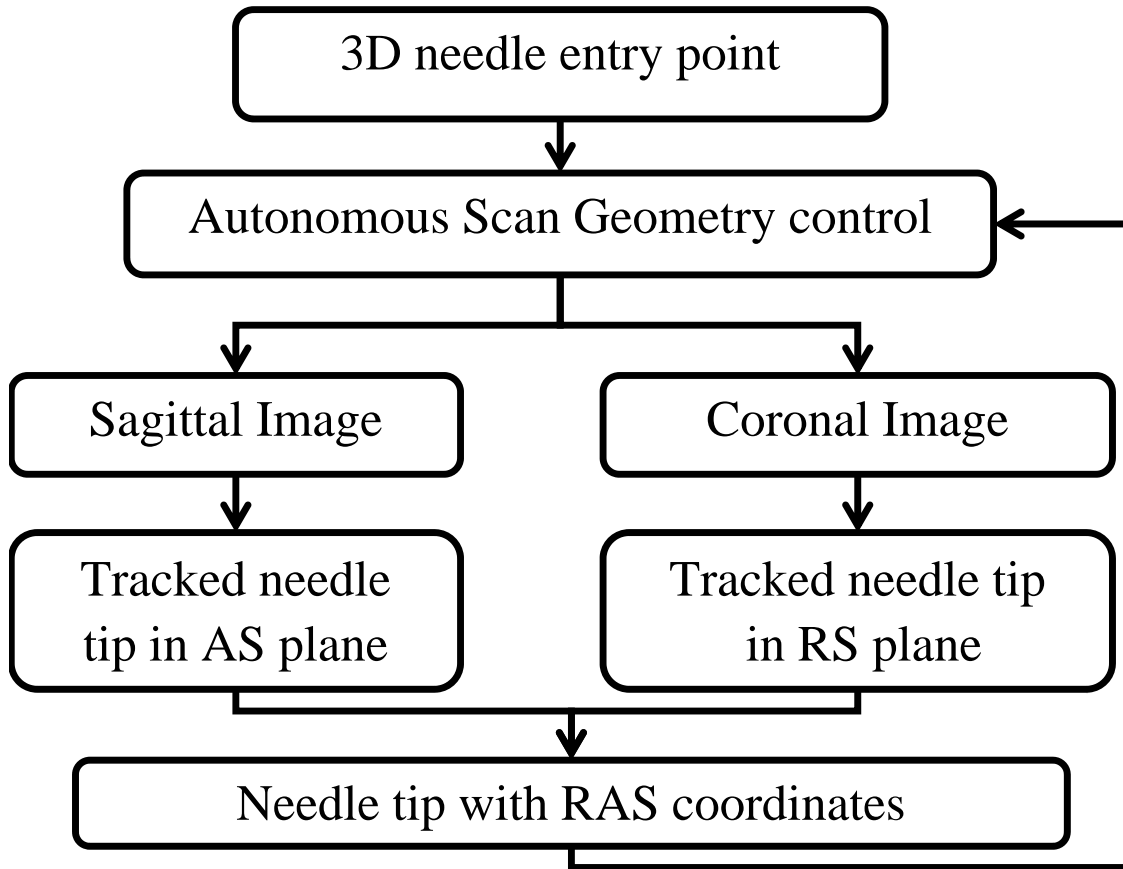 3D needle entry point
Autonomous Scan Geometry control
Sagittal Image
Coronal Image
Tracked needle
tip in AS plane
Tracked needle tip
in RS plane
Needle tip with RAS coordinates